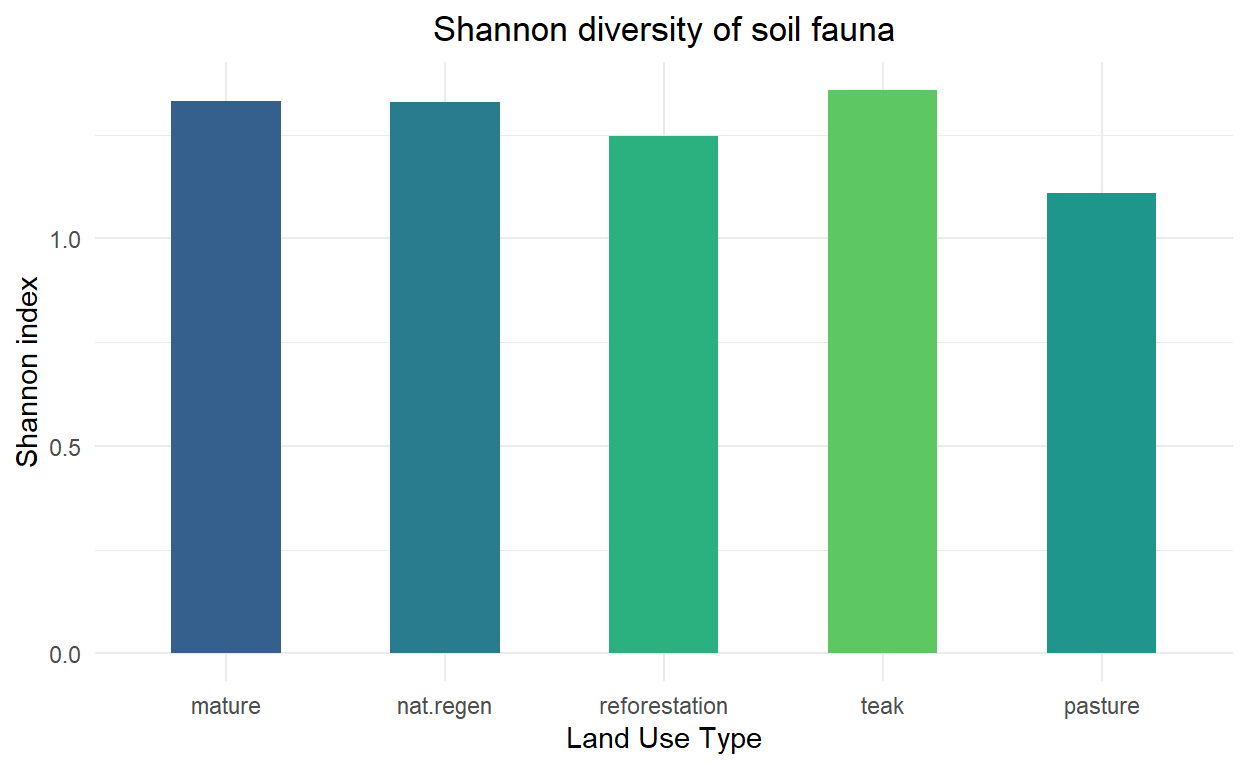 Shannon diversity of soil fauna
Shannon index
1.0
0.5
0.0
mature nat.regen reforestation teak pasture
Land Use Type